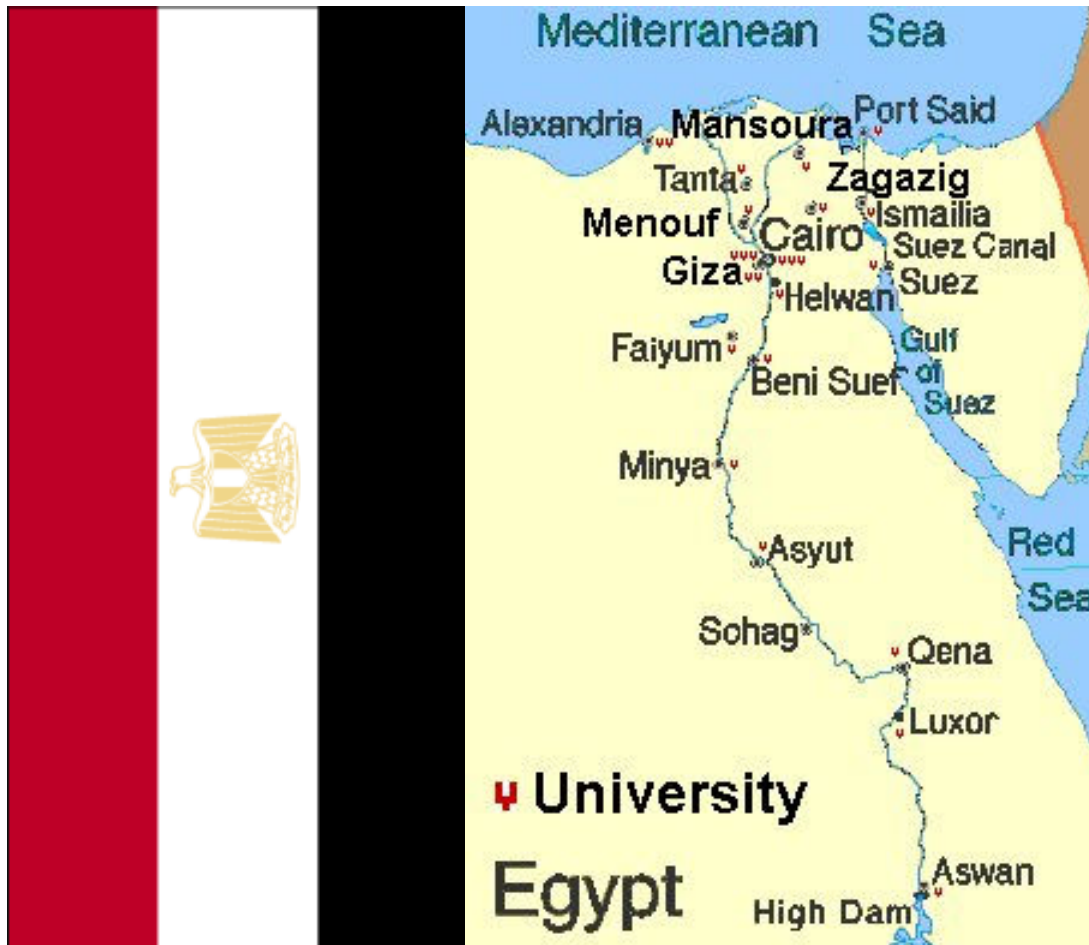 Mediterranean Sea
Alexandria
Mansoura
Port Said
Tanta
Zagazig
Menouf
Ismailia
Cairo
Suez Canal
Giza
Suez
Helwan
Faiyum
Gulf
of
Suez
Beni Suef
Minya
Asyut
Red
Sea
Sohag
Qena
Luxor
University
Egypt
Aswan
High Dam